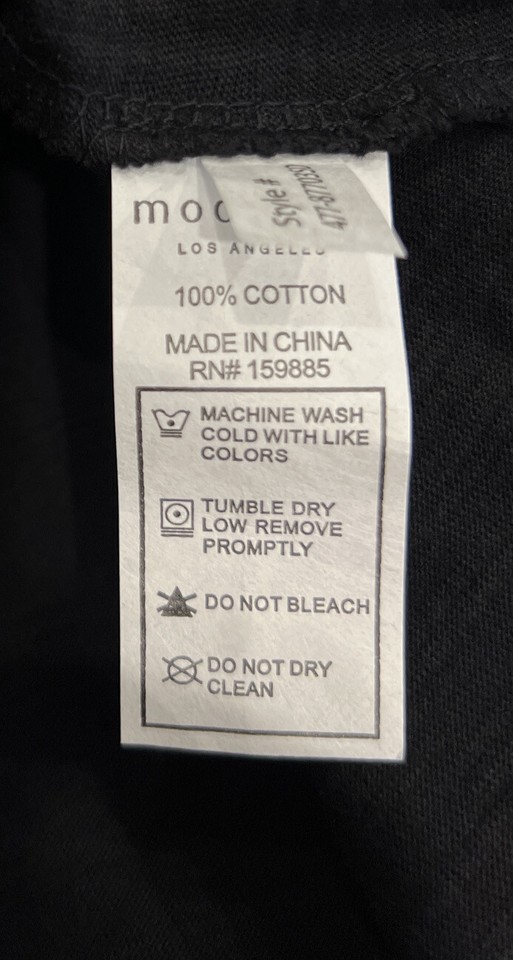 moc
LOS ANGELES
Style #
100% COTTON
MADE IN CHINA
RN# 159885
MACHINE WASH
COLD WITH LIKE
COLORS
TUMBLE DRY
LOW REMOVE
PROMPTLY
DO NOT BLEACH
DO NOT DRY
CLEAN